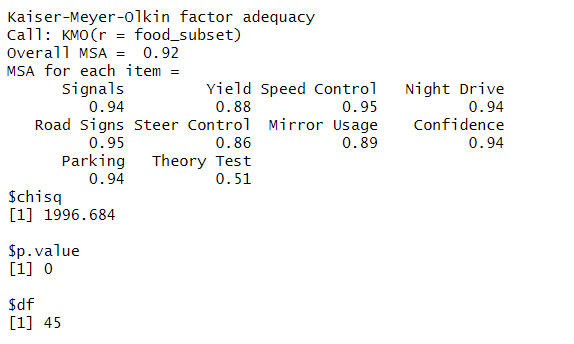 Kaiser-Meyer-Olkin factor adequacy
Call: KMO(r = food_subset)
Overall MSA =  0.92
MSA for each item =
Signals Yield Speed Control Night Drive
0.94 0.88 0.95 0.94
Road Signs Steer Control Mirror Usage Confidence
0.95 0.86 0.89 0.94
Parking Theory Test
0.94 0.51
$chisq
[1] 1996.684
$p.value
[1] 0
$df
[1] 45